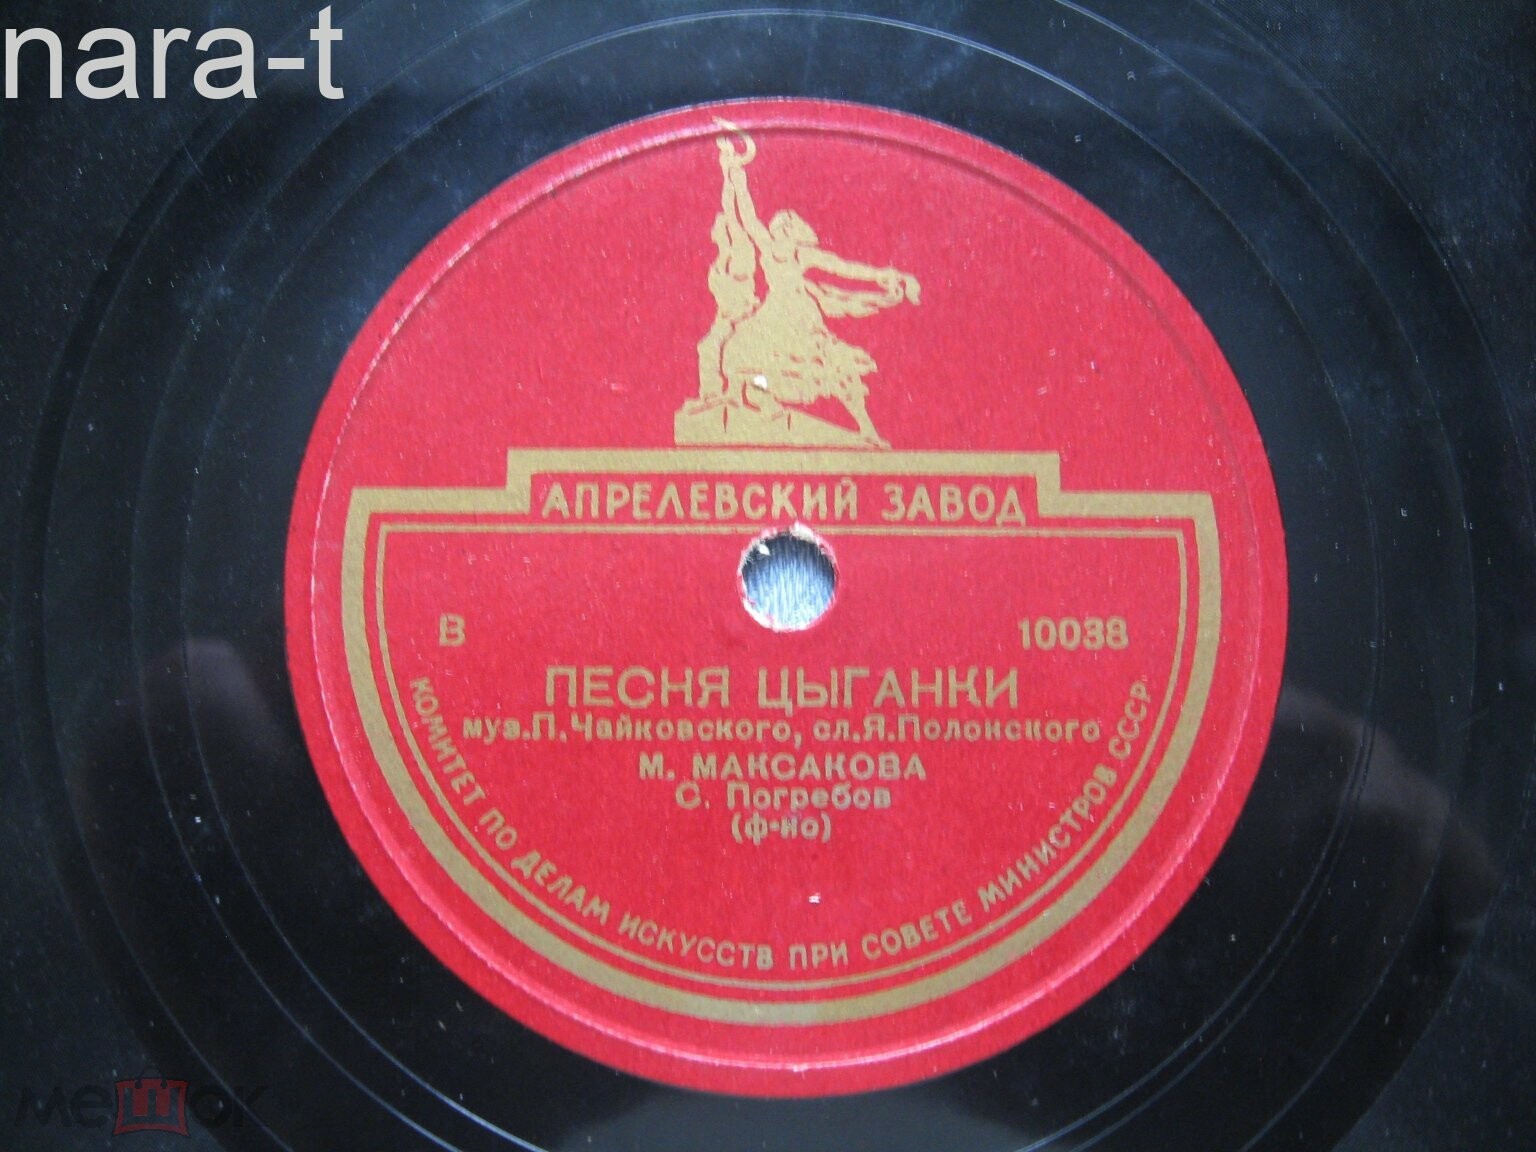 nara-t
АПРЕЛЕВСКИЙ ЗАВОД
В 10038
ПЕСНЯ ЦЫГАНКИ
муз.П.Чайковского, сл.Я.Полонского
М. МАКСАКОВА
С. Погребов
(ф-но)
КОМИТЕТ ПО ДЕЛАМ ИСКУССТВ ПРИ СОВЕТЕ МИНИСТРОВ СССР
мешок